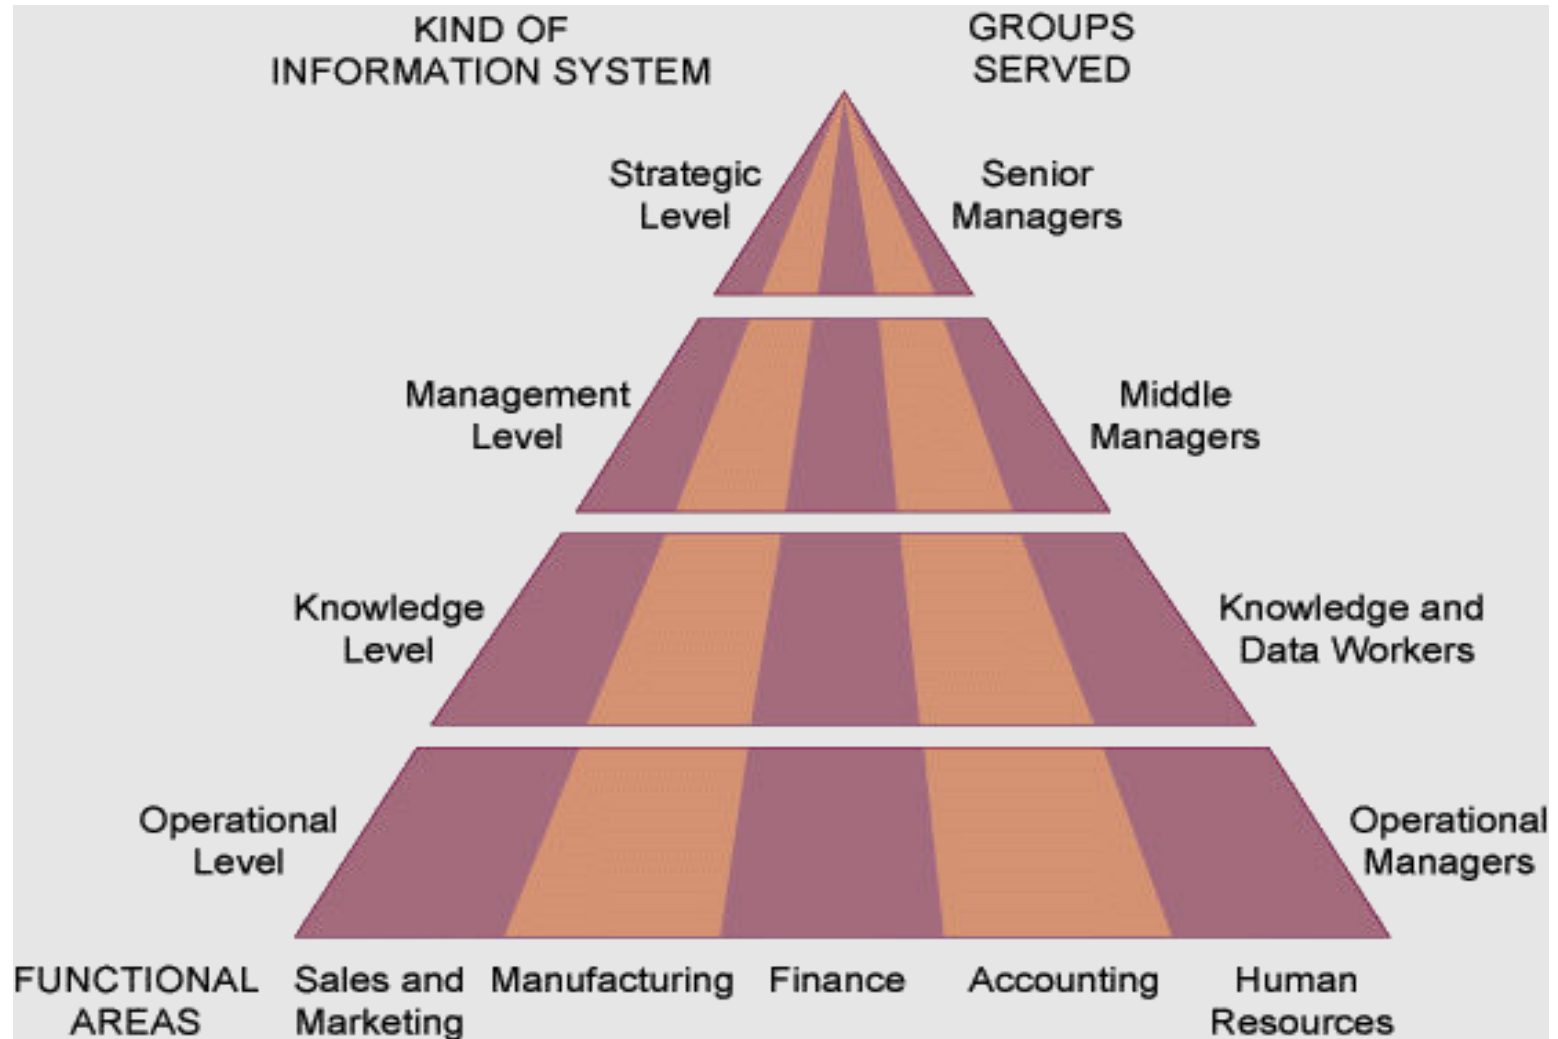 KIND OF
INFORMATION SYSTEM
GROUPS
SERVED
Strategic
Level
Senior
Managers
Management
Level
Middle
Managers
Knowledge
Level
Knowledge and
Data Workers
Operational
Level
Operational
Managers
FUNCTIONAL
AREAS
Sales and
Marketing
Manufacturing
Finance
Accounting
Human
Resources